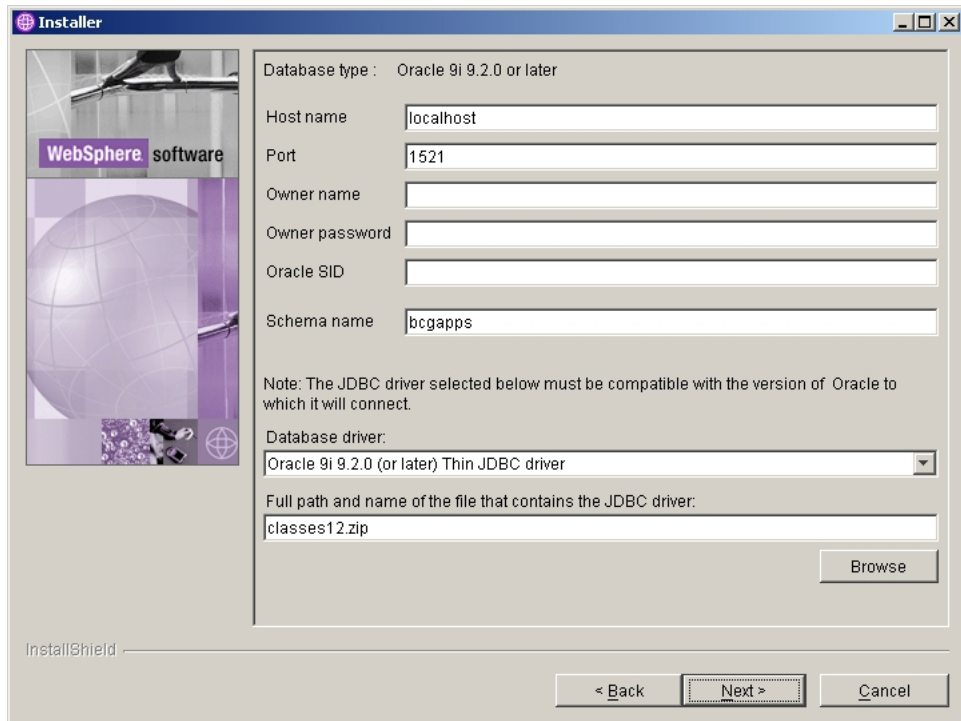 Installer
WebSphere software
Database type : Oracle 9i 9.2.0 or later
Host name localhost
Port 1521
Owner name
Owner password
Oracle SID
Schema name bcgapps
Note: The JDBC driver selected below must be compatible with the version of Oracle to
which it will connect.
Database driver:
Oracle 9i 9.2.0 (or later) Thin JDBC driver
Full path and name of the file that contains the JDBC driver:
classes12.zip
Browse
InstallShield
< Back Next > Cancel